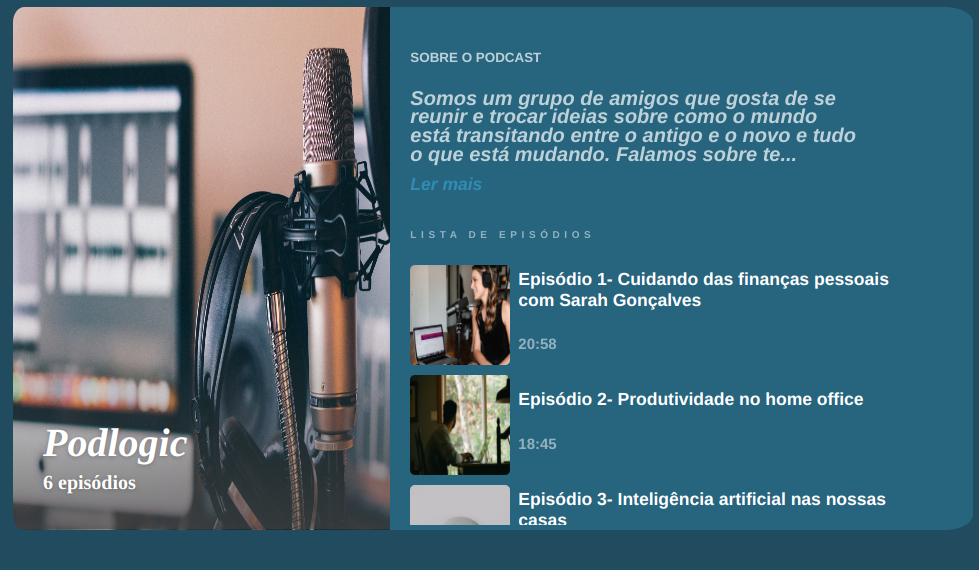 Podlogic
6 episódios
SOBRE O PODCAST
Somos um grupo de amigos que gosta de se
reunir e trocar ideias sobre como o mundo
está transitando entre o antigo e o novo e tudo
o que está mudando. Falamos sobre te...
Ler mais
LISTA DE EPISÓDIOS
Episódio 1- Cuidando das finanças pessoais
com Sarah Gonçalves
20:58
Episódio 2- Produtividade no home office
18:45
Episódio 3- Inteligência artificial nas nossas
casas